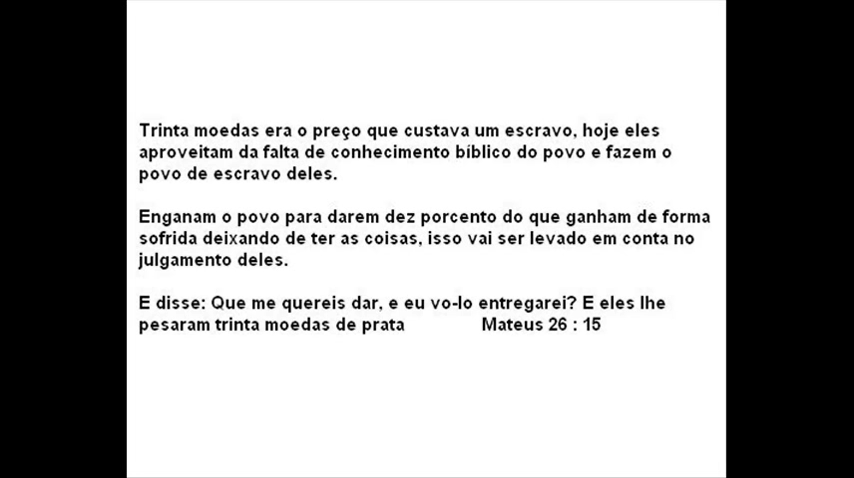 Trinta moedas era o preço que custava um escravo, hoje eles
aproveitam da falta de conhecimento bíblico do povo e fazem o
povo de escravo deles.
Enganam o povo para darem dez porcento do que ganham de forma
sofrida deixando de ter as coisas, isso vai ser levado em conta no
julgamento deles.
E disse: Que me quereis dar, e eu vo-lo entregarei? E eles lhe
pesaram trinta moedas de prata Mateus 26 : 15